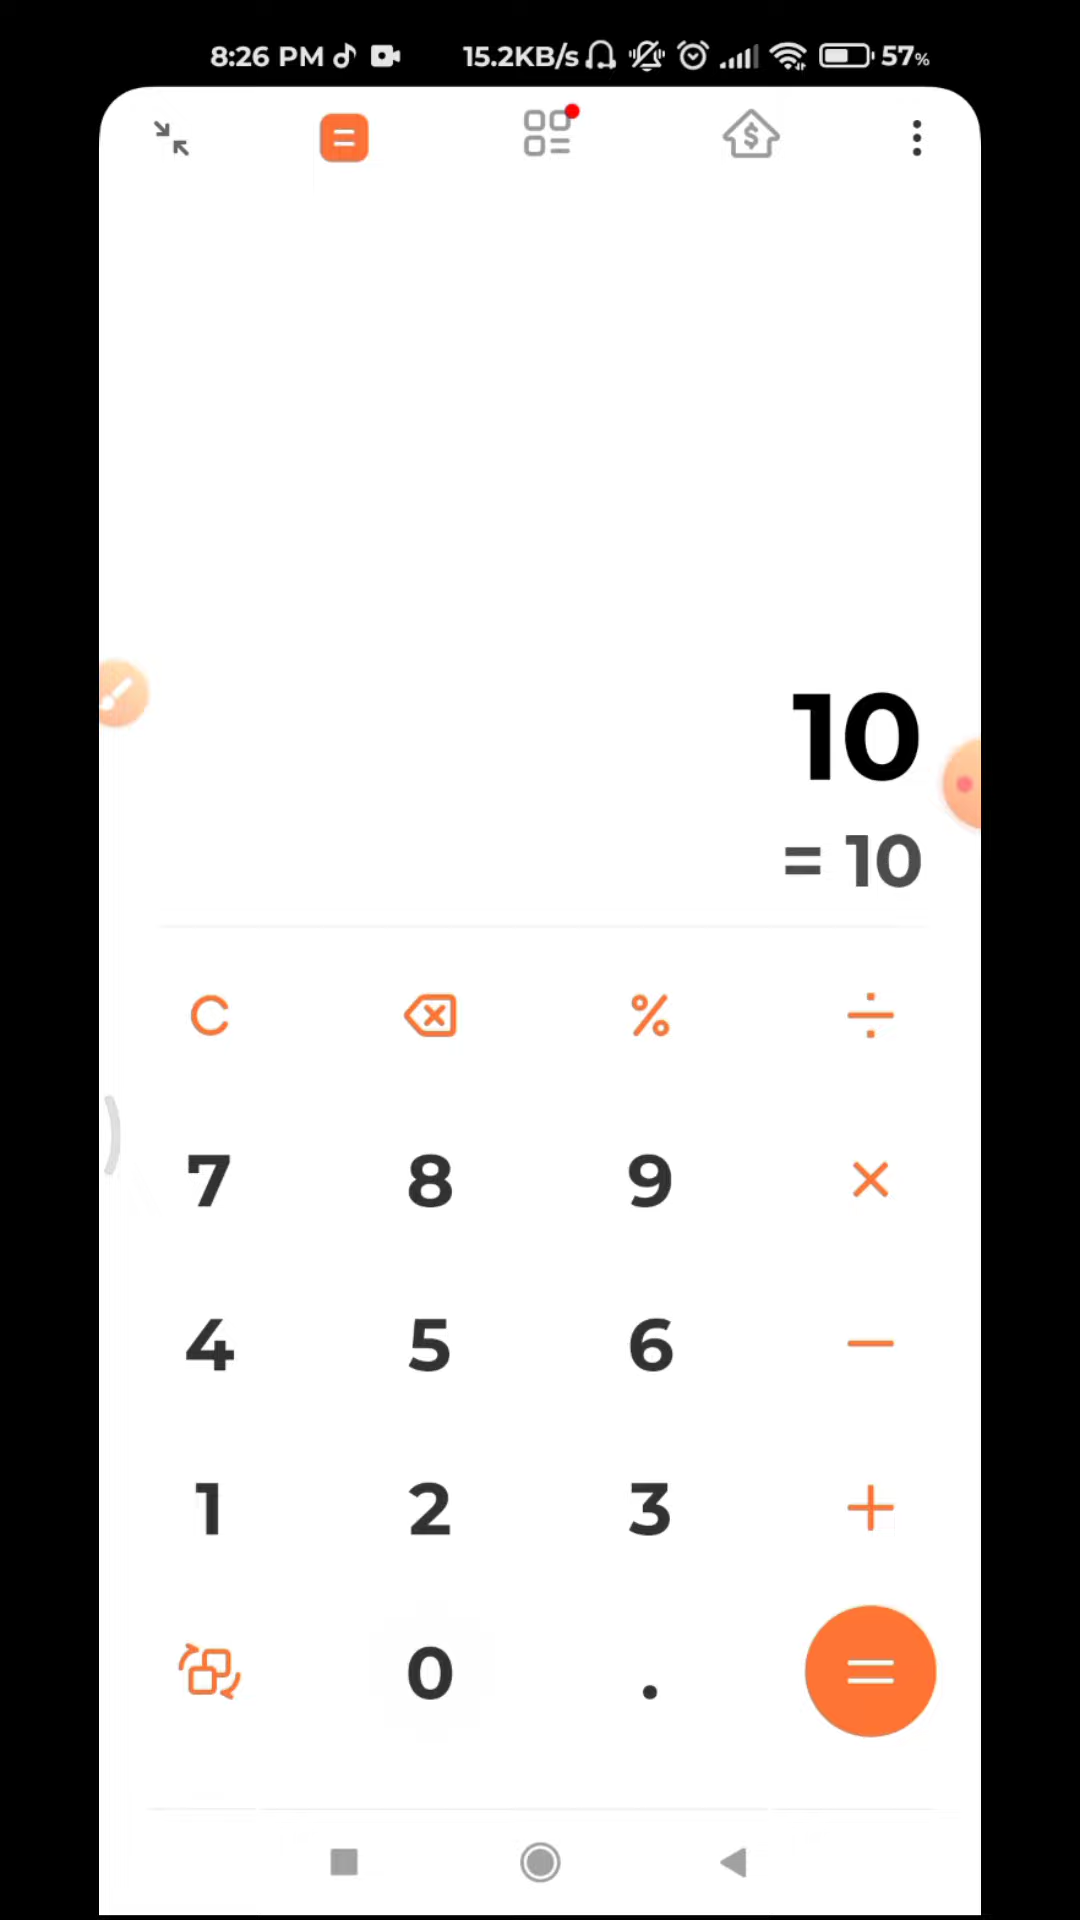 8:26 PM 15.2KB/s 57%
$
10
= 10
C % ÷
7 8 9 ×
4 5 6 −
1 2 3 +
0 . =